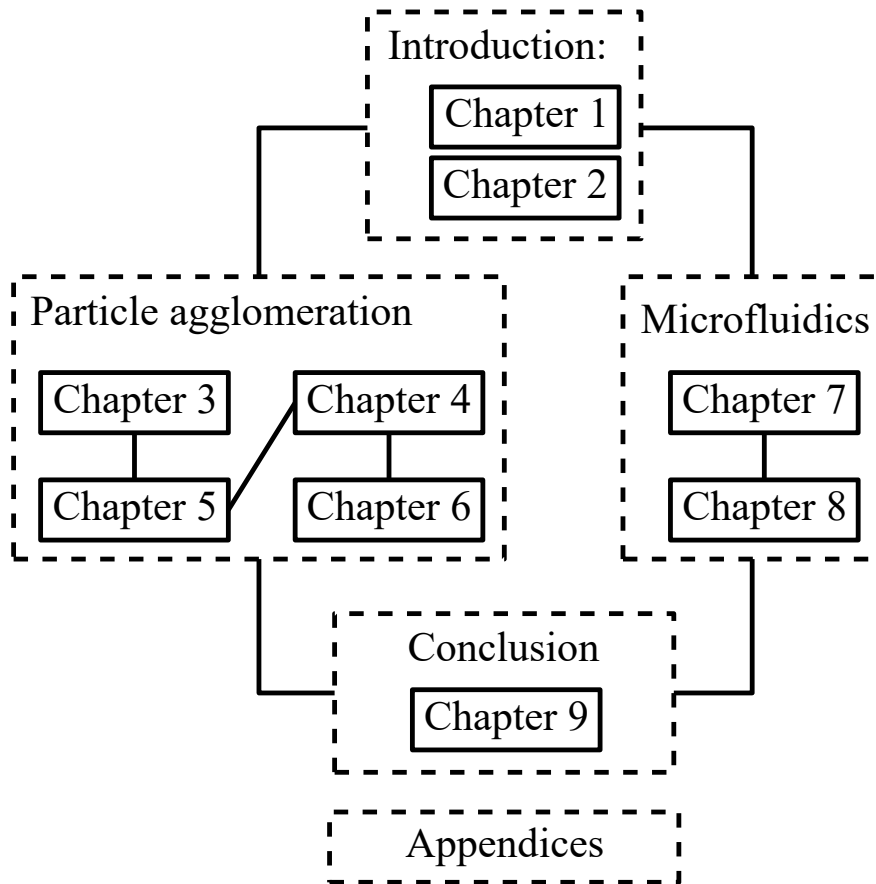 Introduction:
Chapter 1
Chapter 2
Particle agglomeration
Chapter 3
Chapter 4
Chapter 5
Chapter 6
Microfluidics
Chapter 7
Chapter 8
Conclusion
Chapter 9
Appendices